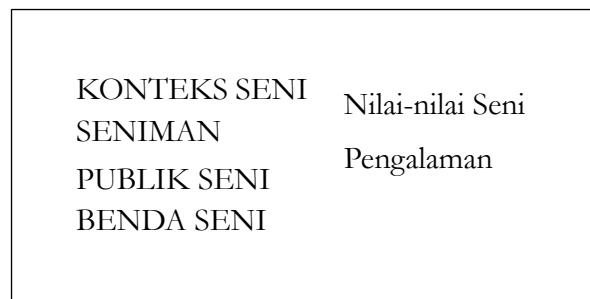 KONTEKS SENI
SENIMAN
PUBLIK SENI
BENDA SENI
Nilai-nilai Seni
Pengalaman